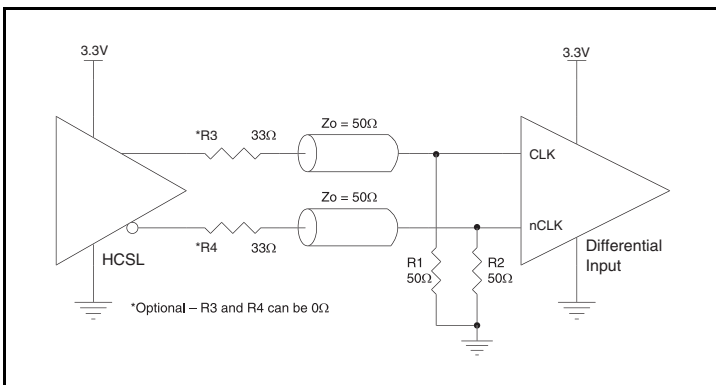 3.3V
3.3V
*R3 33Ω
Zo = 50Ω
CLK
Zo = 50Ω
nCLK
HCSL
*R4 33Ω
R1
50Ω
R2
50Ω
Differential
Input
*Optional – R3 and R4 can be 0Ω